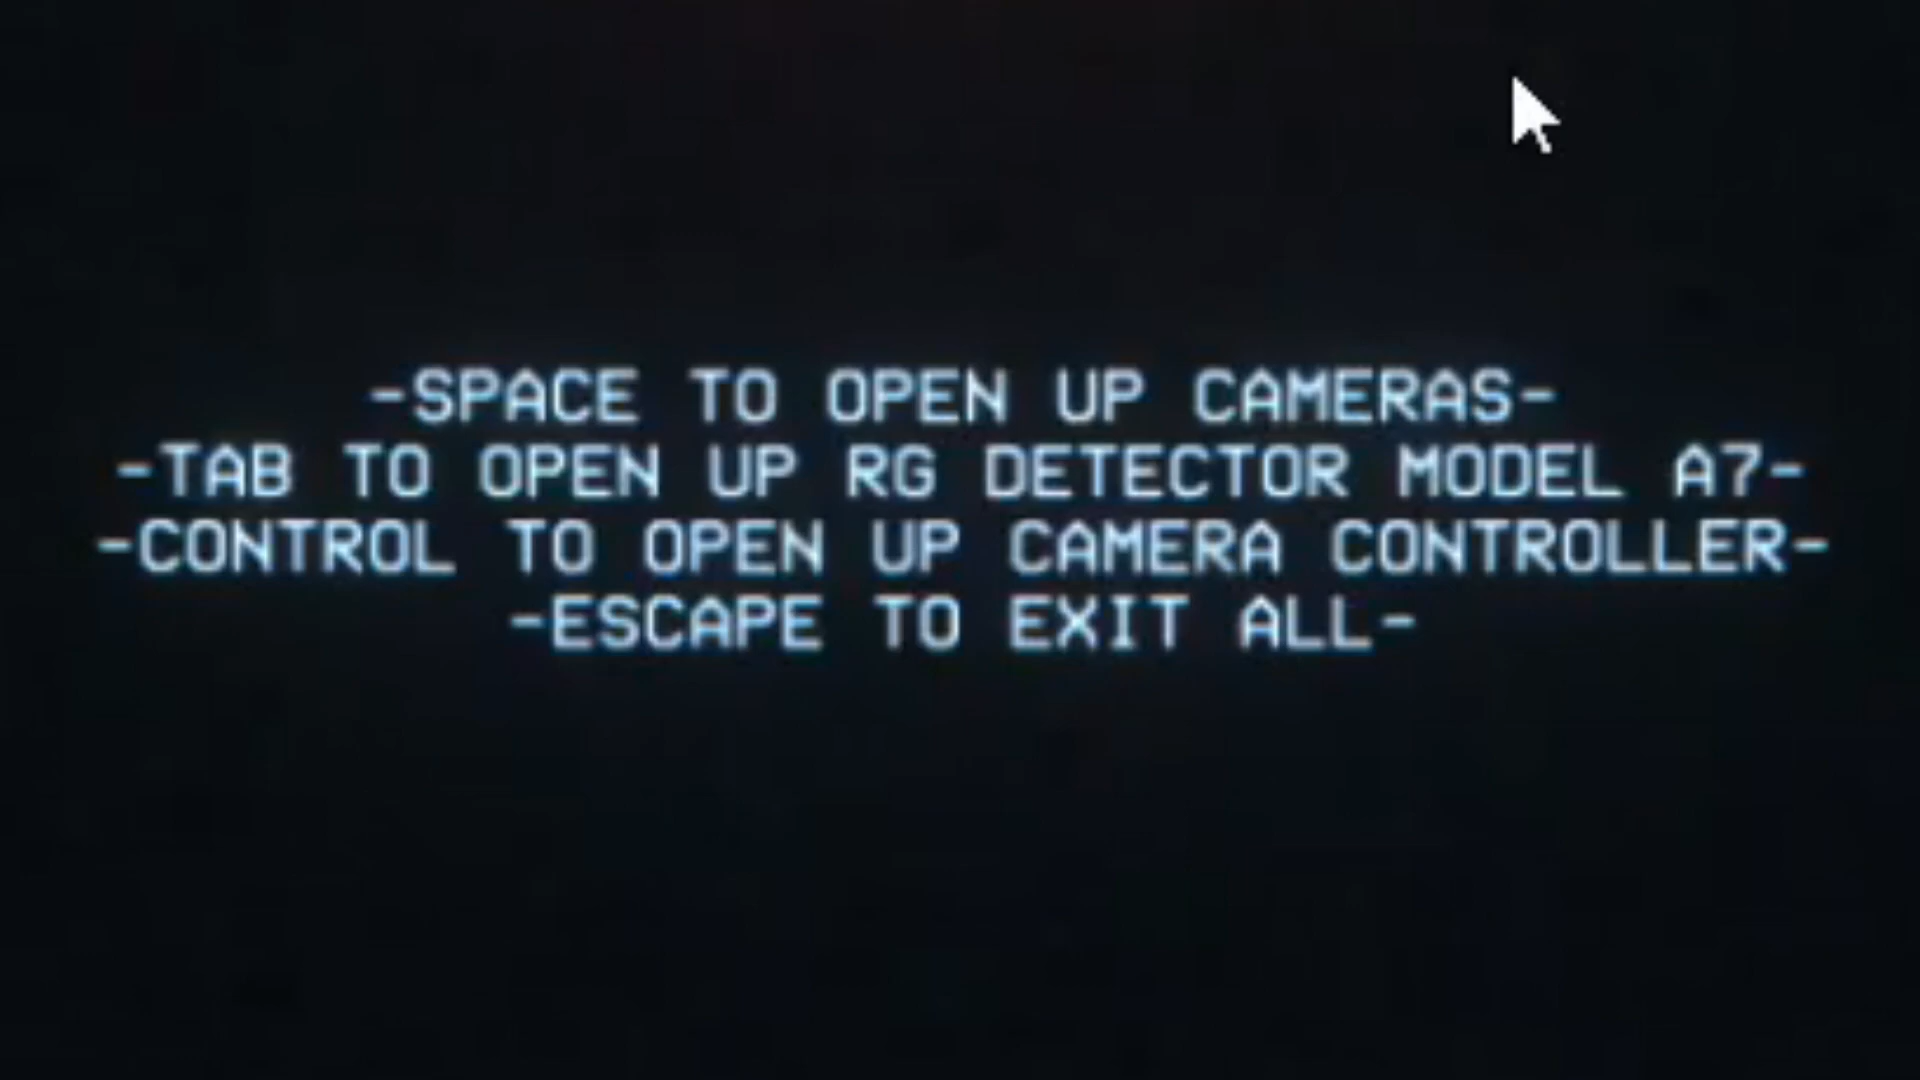 -SPACE TO OPEN UP CAMERAS-
-TAB TO OPEN UP RG DETECTOR MODEL A7-
-CONTROL TO OPEN UP CAMERA CONTROLLER-
-ESCAPE TO EXIT ALL-